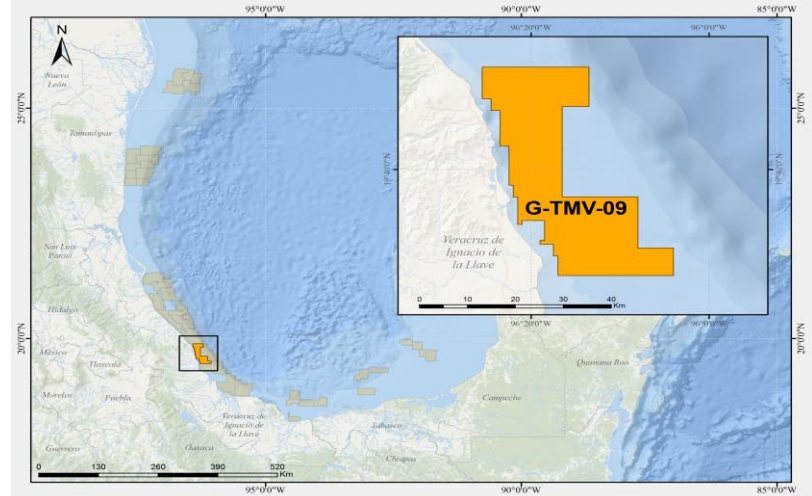 95°0'0"W 90°0'0"W 85°0'0"W
N
96°20'0"W 96°0'0"W
Nuevo
León
25°0'0"N
25°0'0"N
Tamaulipas
19°40'0"N
19°40'0"N
G-TMV-09
Veracruz de
Ignacio de
la Llave
San Luis
Potosí
0 10 20 30 40
Km
Hidalgo
96°20'0"W 96°0'0"W
20°0'0"N
20°0'0"N
México
Tlaxcala
Quintana Roo
Morelos
Puebla
Campeche
Veracruz de
Ignacio de
la Llave
Tabasco
Guerrero
Oaxaca
Chiapas
0 130 260 390 520
Km
95°0'0"W 90°0'0"W 85°0'0"W